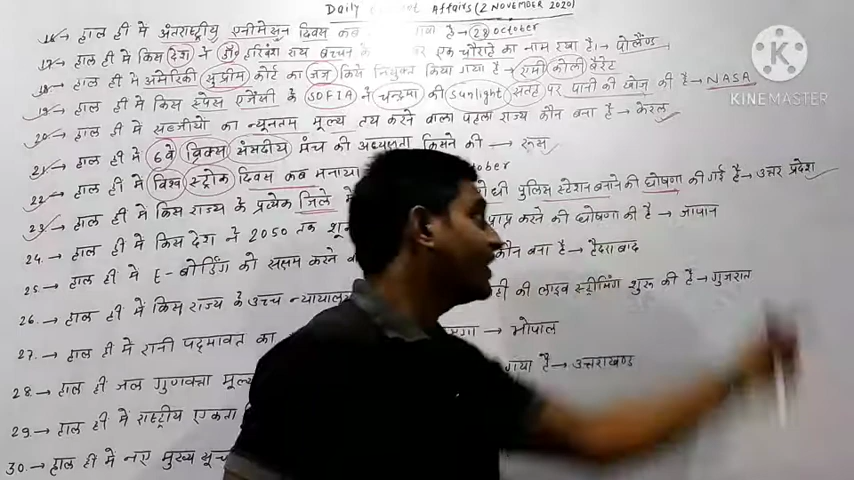 Daily Affairs (2 NOVEMBER 2020)
16 → हाल ही में अंतराष्ट्रीय एनीमेसन दिवस कब गया है → 28 October
17 → हाल ही में किस देश ने डॉ० हरिवंश राय बच्चन के एक चौराहे का नाम रखा है। → पोलैण्ड
18 → हाल ही में अमेरिकी सुप्रीम कोर्ट का जज किसे नियुक्त किया गया है → एमी कोनी बैरेट
19 → हाल ही में किस स्पेस एजेंसी के SOFIA ने चन्द्रमा की Sunlight सतह पर पानी की खोज की है → NASA
20 → हाल ही में सब्जीयो का न्यूनतम मूल्य तय करने वाला पहला राज्य कौन बना है → केरल
21 → हाल ही में 6वे ब्रिक्स संसदीय मंच की अध्यक्षता किसने की → रूस
22 → हाल ही में विश्व स्ट्रोक दिवस कब मनाया october
23 → हाल ही में किस राज्य के प्रत्येक जिले में धी पुलिस स्टेशन बनाने की घोषणा की गई है → उत्तर प्रदेश
24. → हाल ही में किस देश ने 2050 तक प्राप्त करने की घोषणा की है → जापान
25. → हाल ही में E-बोर्डिंग को सक्षम करने कौन बना है → हैदराबाद
26. → हाल ही में किस राज्य के उच्च न्यायालय ही की लाइव स्ट्रीमिंग शुरू की है → गुजरात
27. → हाल ही में रानी पद्मावत का → भोपाल
28. → हाल ही जल गुणवत्ता गया है → उत्तराखण्ड
29. → हाल ही में राष्ट्रीय एकता
30. → हाल ही में नए मुख्य सूच
KINEMASTER